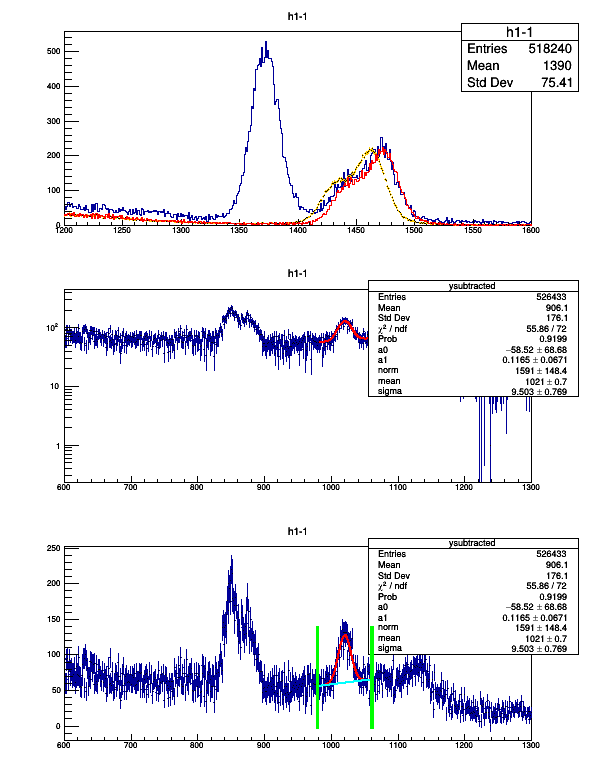 h1-1
h1-1
Entries 518240
Mean 1390
Std Dev 75.41
500
400
300
200
100
0
1200 1250 1300 1350 1400 1450 1500 1550 1600
h1-1
ysubtracted
Entries 526433
Mean 906.1
Std Dev 176.1
χ² / ndf 55.86 / 72
Prob 0.9199
a0 −58.52 ± 68.68
a1 0.1165 ± 0.0671
norm 1591 ± 148.4
mean 1021 ± 0.7
sigma 9.503 ± 0.769
10²
10
1
600 700 800 900 1000 1100 1200 1300
h1-1
ysubtracted
Entries 526433
Mean 906.1
Std Dev 176.1
χ² / ndf 55.86 / 72
Prob 0.9199
a0 −58.52 ± 68.68
a1 0.1165 ± 0.0671
norm 1591 ± 148.4
mean 1021 ± 0.7
sigma 9.503 ± 0.769
250
200
150
100
50
0
600 700 800 900 1000 1100 1200 1300